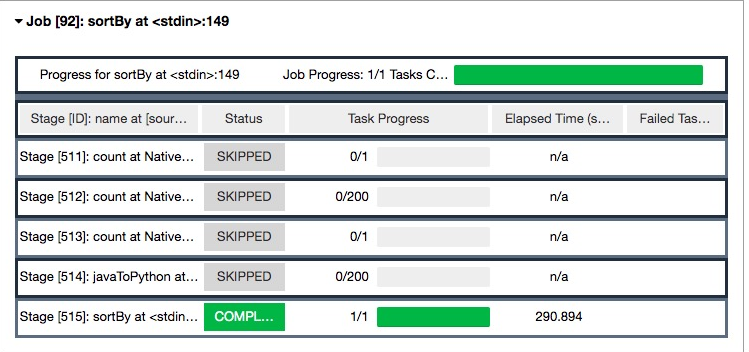 Job [92]: sortBy at <stdin>:149
Progress for sortBy at <stdin>:149 Job Progress: 1/1 Tasks C...
Stage [ID]: name at [sour... Status Task Progress Elapsed Time (s... Failed Tas...
Stage [511]: count at Native... SKIPPED 0/1 n/a
Stage [512]: count at Native... SKIPPED 0/200 n/a
Stage [513]: count at Native... SKIPPED 0/1 n/a
Stage [514]: javaToPython at... SKIPPED 0/200 n/a
Stage [515]: sortBy at <stdin... COMPL... 1/1 290.894